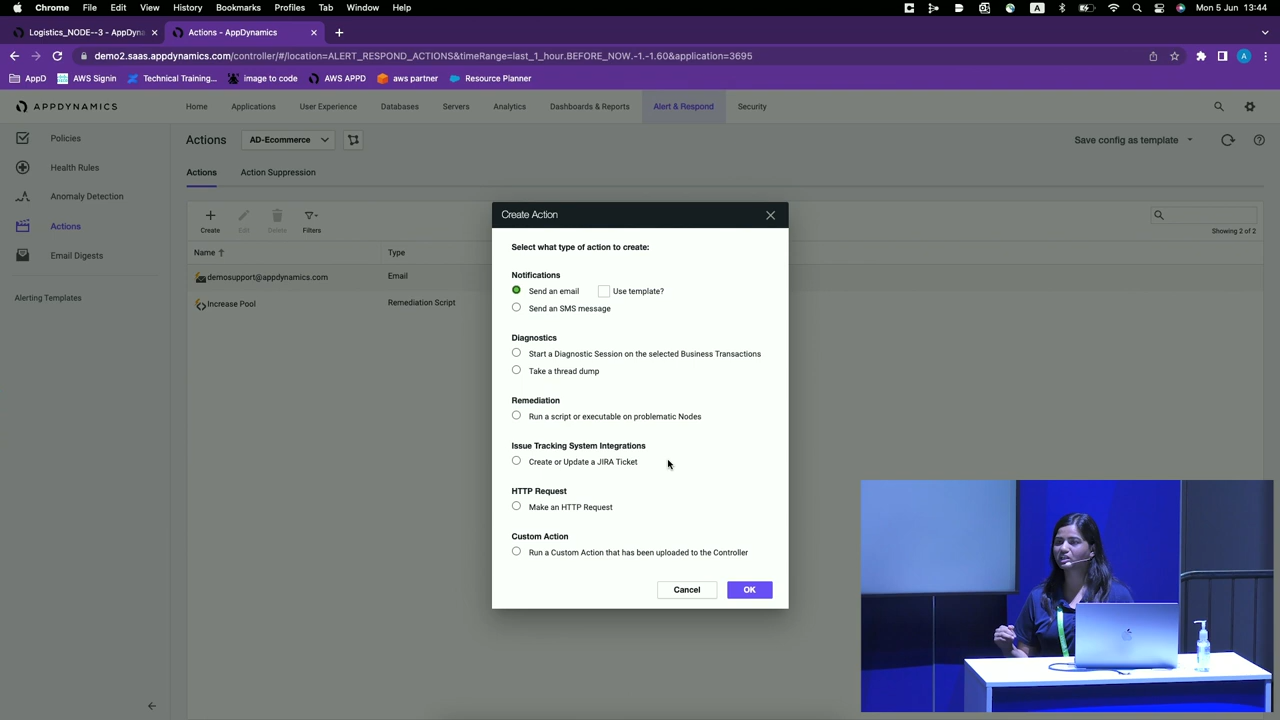 Chrome File Edit View History Bookmarks Profiles Tab Window Help A Mon 5 Jun 13:44
Logistics_NODE--3 - AppDyna Actions - AppDynamics
demo2.saas.appdynamics.com/controller/#/location=ALERT_RESPOND_ACTIONS&timeRange=last_1_hour.BEFORE_NOW.-1.-1.60&application=3695 A
AppD AWS Signin Technical Training... image to code AWS APPD aws partner Resource Planner
APPDYNAMICS Home Applications User Experience Databases Servers Analytics Dashboards & Reports Alert & Respond Security
Policies
Health Rules
Anomaly Detection
Actions
Email Digests
Alerting Templates
Actions AD-Ecommerce Save config as template
Actions Action Suppression
Create Edit Delete Filters Showing 2 of 2
Name Type
demosupport@appdynamics.com Email
Increase Pool Remediation Script
Create Action
Select what type of action to create:
Notifications
Send an email Use template?
Send an SMS message
Diagnostics
Start a Diagnostic Session on the selected Business Transactions
Take a thread dump
Remediation
Run a script or executable on problematic Nodes
Issue Tracking System Integrations
Create or Update a JIRA Ticket
HTTP Request
Make an HTTP Request
Custom Action
Run a Custom Action that has been uploaded to the Controller
Cancel OK